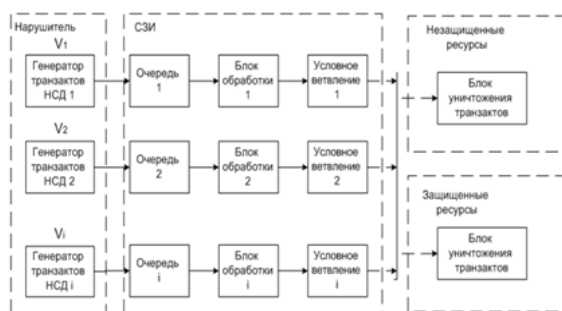 Нарушитель
СЗИ
Незащищенные
ресурсы
V1
Генератор
транзактов
НСД 1
Очередь
1
Блок
обработки
1
Условное
ветвление 1
Блок
уничтожения
транзактов
V2
Генератор
транзактов
НСД 2
Очередь
2
Блок
обработки
2
Условное
ветвление 2
Защищенные
ресурсы
Vi
Генератор
транзактов
НСД i
Очередь
i
Блок
обработки
i
Условное
ветвление
i
Блок
уничтожения
транзактов